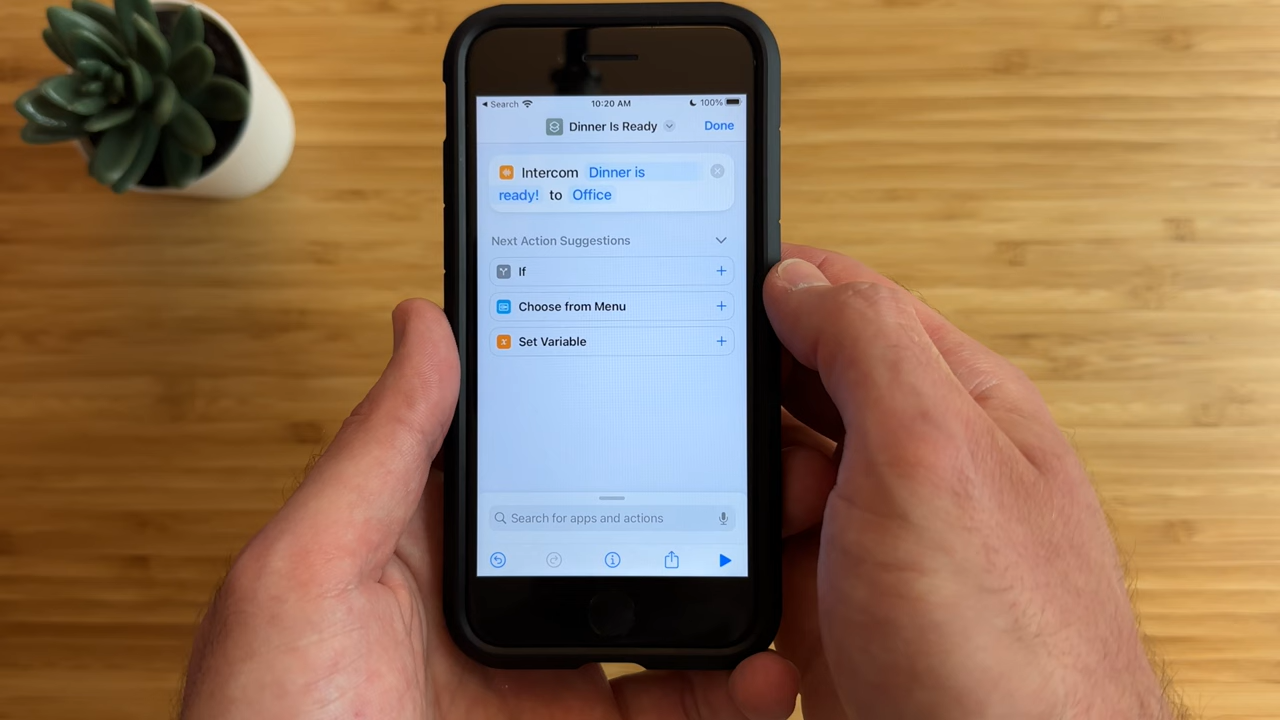 Search 10:20 AM 100%
Dinner Is Ready Done
Intercom Dinner is
ready! to Office
Next Action Suggestions
If
Choose from Menu
Set Variable
Search for apps and actions